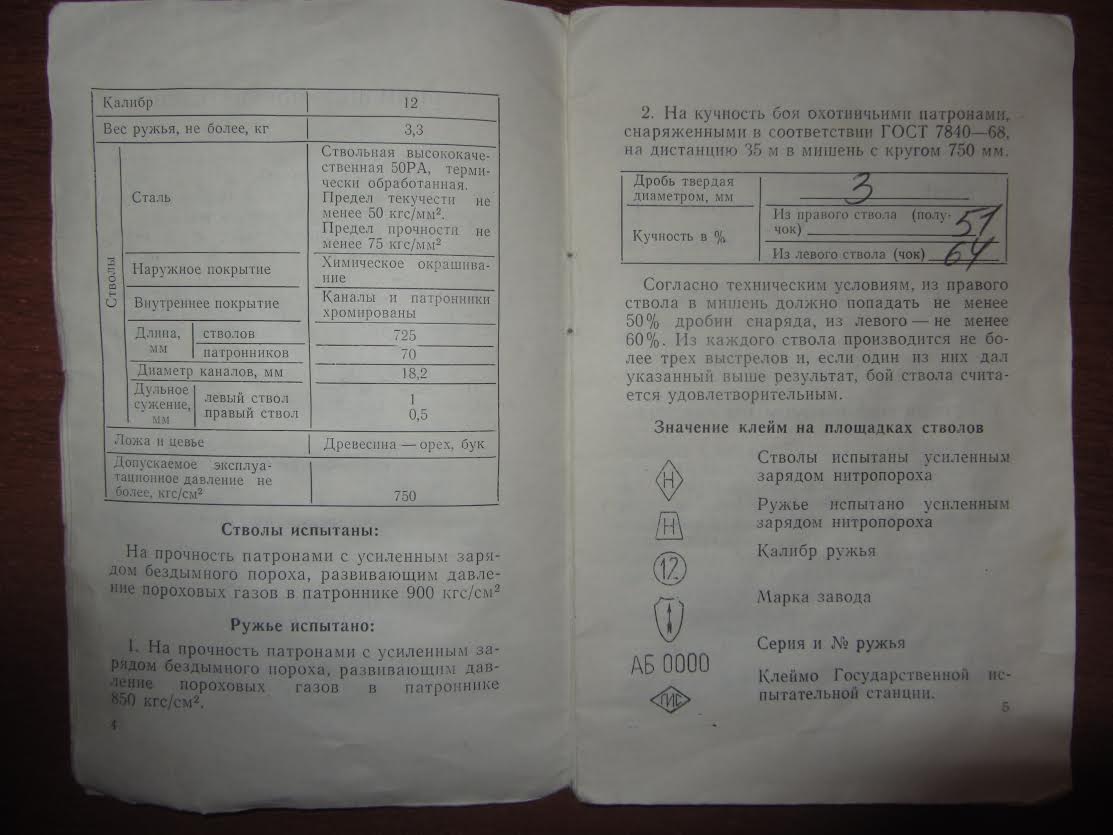 Калибр 12
Вес ружья, не более, кг 3,3
Стволы
Сталь
Ствольная высококаче-
ственная 50РА, терми-
чески обработанная.
Предел текучести не
менее 50 кгс/мм².
Предел прочности не
менее 75 кгс/мм²
Наружное покрытие
Химическое окрашива-
ние
Внутреннее покрытие
Каналы и патронники
хромированы
Длина, мм
стволов 725
патронников 70
Диаметр каналов, мм 18,2
Дульное
сужение,
мм
левый ствол 1
правый ствол 0,5
Ложа и цевье Древесина — орех, бук
Допускаемое эксплуа-
тационное давление не
более, кгс/см² 750
Стволы испытаны:
На прочность патронами с усиленным заря-
дом бездымного пороха, развивающим давле-
ние пороховых газов в патроннике 900 кгс/см²
Ружье испытано:
1. На прочность патронами с усиленным за-
рядом бездымного пороха, развивающим дав-
ление пороховых газов в патроннике
850 кгс/см².
4
2. На кучность боя охотничьими патронами,
снаряженными в соответствии ГОСТ 7840—68,
на дистанцию 35 м в мишень с кругом 750 мм.
Дробь твердая
диаметром, мм 3
Кучность в %
Из правого ствола (полу-
чок) 51
Из левого ствола (чок) 64
Согласно техническим условиям, из правого
ствола в мишень должно попадать не менее
50% дробин снаряда, из левого — не менее
60%. Из каждого ствола производится не бо-
лее трех выстрелов и, если один из них дал
указанный выше результат, бой ствола счита-
ется удовлетворительным.
Значение клейм на площадках стволов
Н Стволы испытаны усиленным
зарядом нитропороха
Н Ружье испытано усиленным
зарядом нитропороха
12 Калибр ружья
Марка завода
АБ 0000 Серия и № ружья
ГИС Клеймо Государственной ис-
пытательной станции.
5